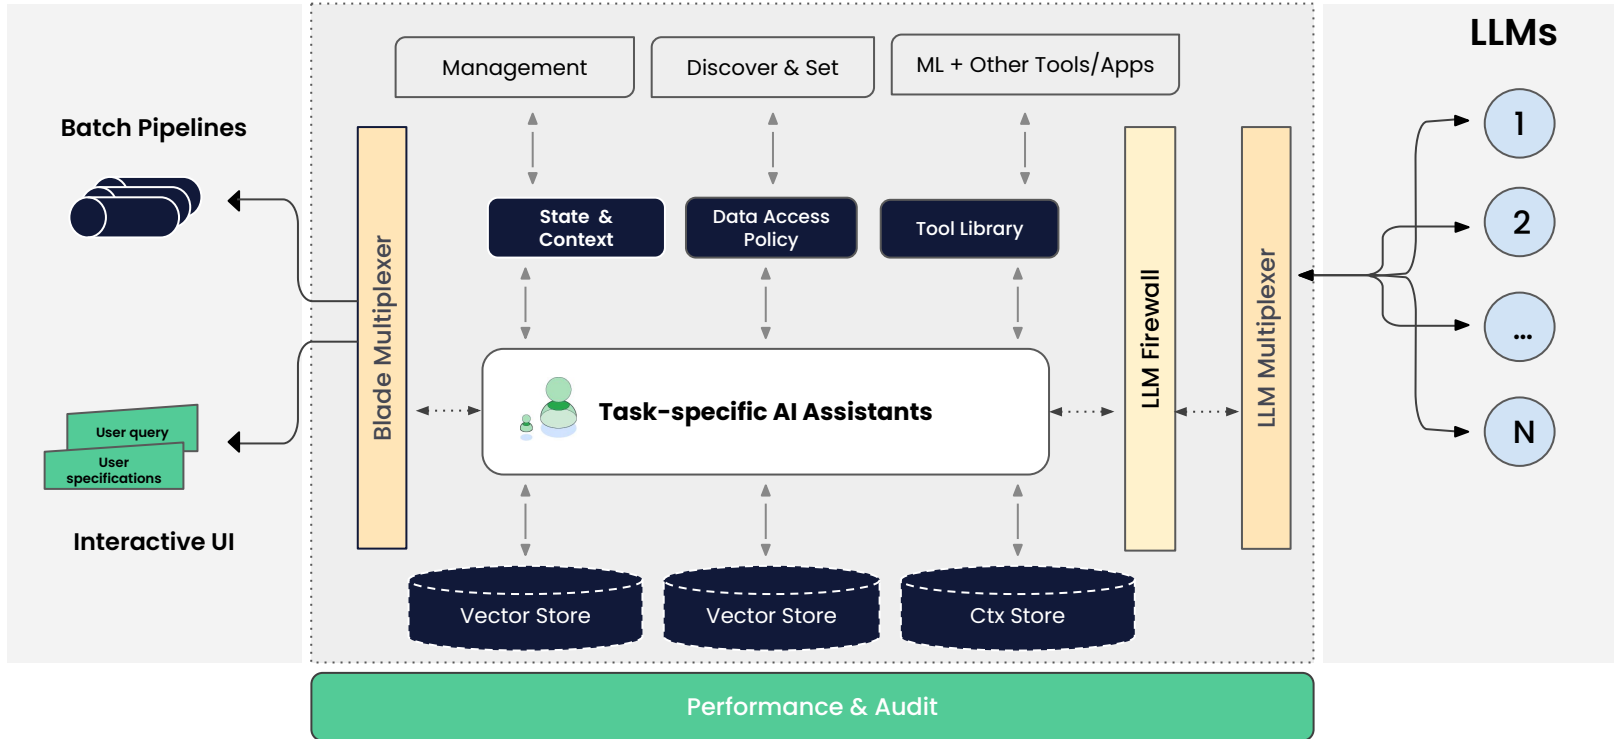 LLMs
Management
Discover & Set
ML + Other Tools/Apps
Batch Pipelines
1
State & 
Context
Data Access
Policy
Tool Library
2
Blade Multiplexer
LLM Firewall
LLM Multiplexer
...
Task-specific AI Assistants
User query
User
specifications
N
Interactive UI
Vector Store
Vector Store
Ctx Store
Performance & Audit